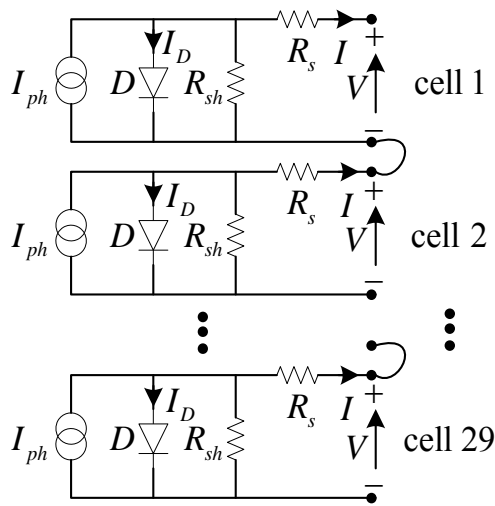 I_ph I_D D R_sh R_s I + V − cell 1
I_ph I_D D R_sh R_s I + V − cell 2
I_ph I_D D R_sh R_s I + V − cell 29